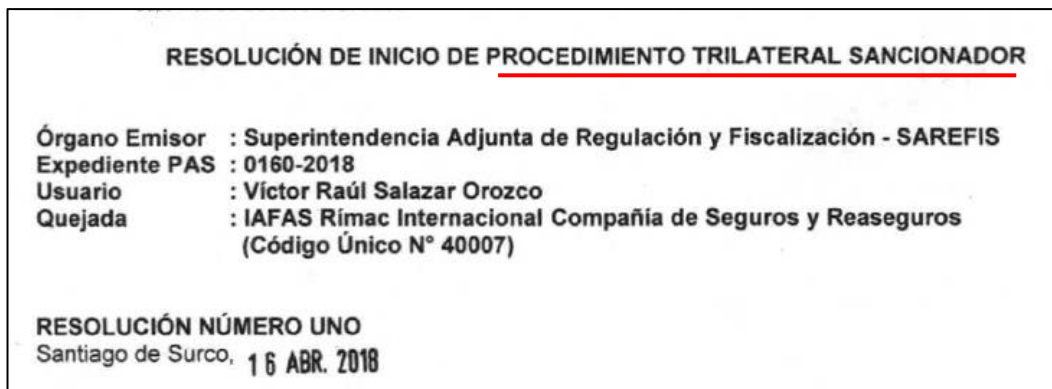 RESOLUCIÓN DE INICIO DE PROCEDIMIENTO TRILATERAL SANCIONADOR
Órgano Emisor : Superintendencia Adjunta de Regulación y Fiscalización - SAREFIS
Expediente PAS : 0160-2018
Usuario : Víctor Raúl Salazar Orozco
Quejada : IAFAS Rímac Internacional Compañía de Seguros y Reaseguros
(Código Único N° 40007)
RESOLUCIÓN NÚMERO UNO
Santiago de Surco, 16 ABR. 2018